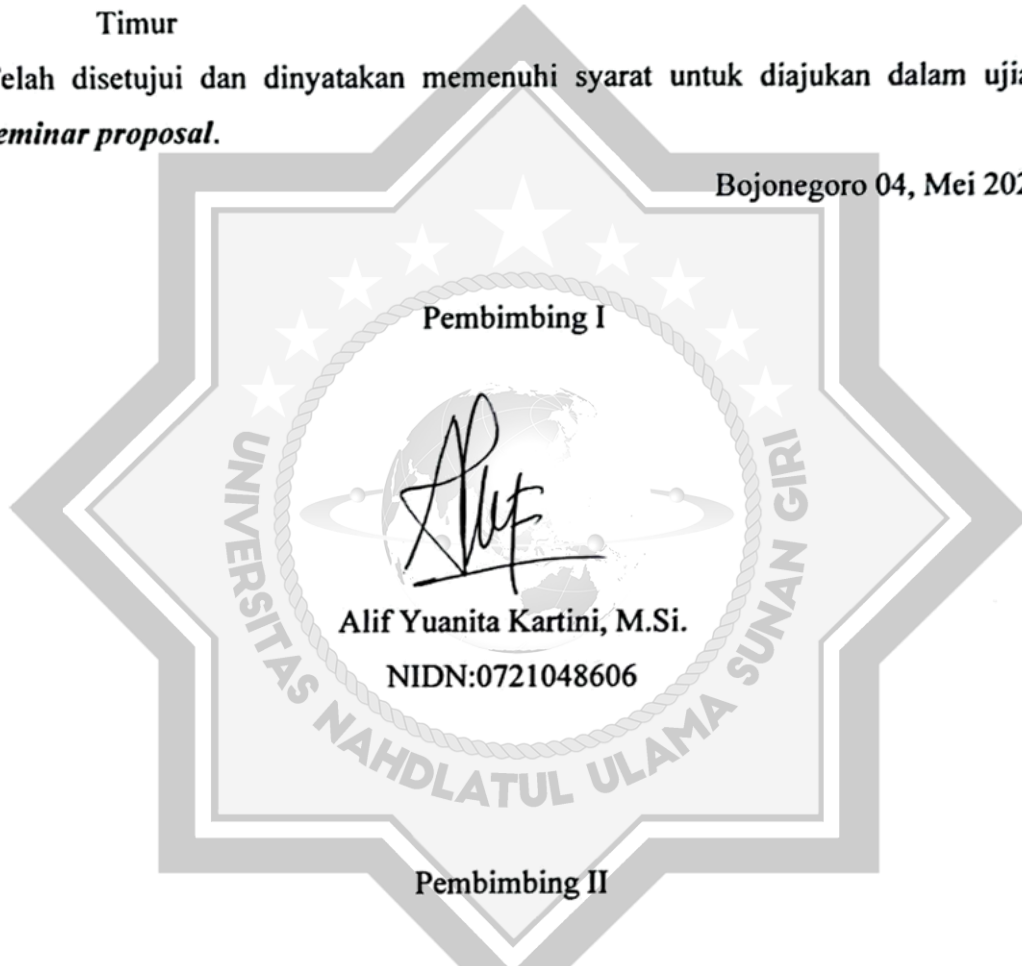 Timur
elah disetujui dan dinyatakan memenuhi syarat untuk diajukan dalam ujia
eminar proposal.
Bojonegoro 04, Mei 202
Pembimbing I
Alif
Alif Yuanita Kartini, M.Si.
NIDN:0721048606
UNIVERSITAS NAHDLATUL ULAMA SUNAN GIRI
Pembimbing II